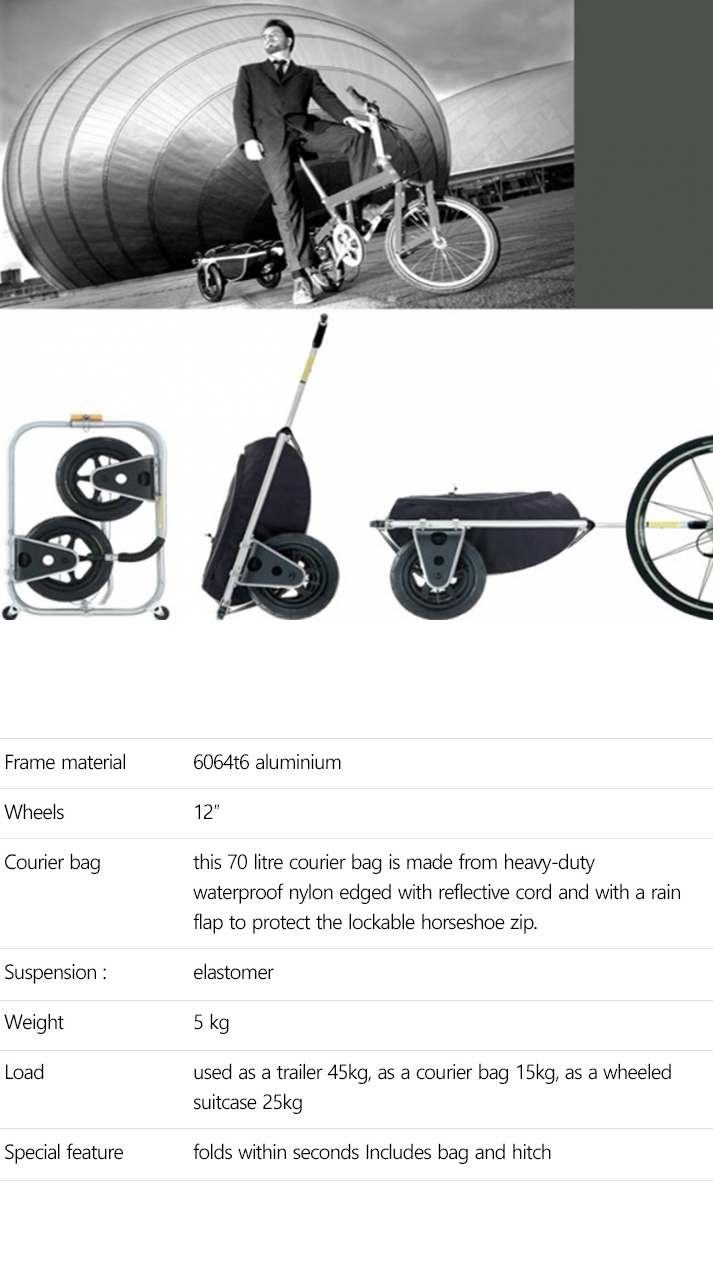 Frame material 6064t6 aluminium
Wheels 12″
Courier bag this 70 litre courier bag is made from heavy-duty
waterproof nylon edged with reflective cord and with a rain
flap to protect the lockable horseshoe zip.
Suspension : elastomer
Weight 5 kg
Load used as a trailer 45kg, as a courier bag 15kg, as a wheeled
suitcase 25kg
Special feature folds within seconds Includes bag and hitch